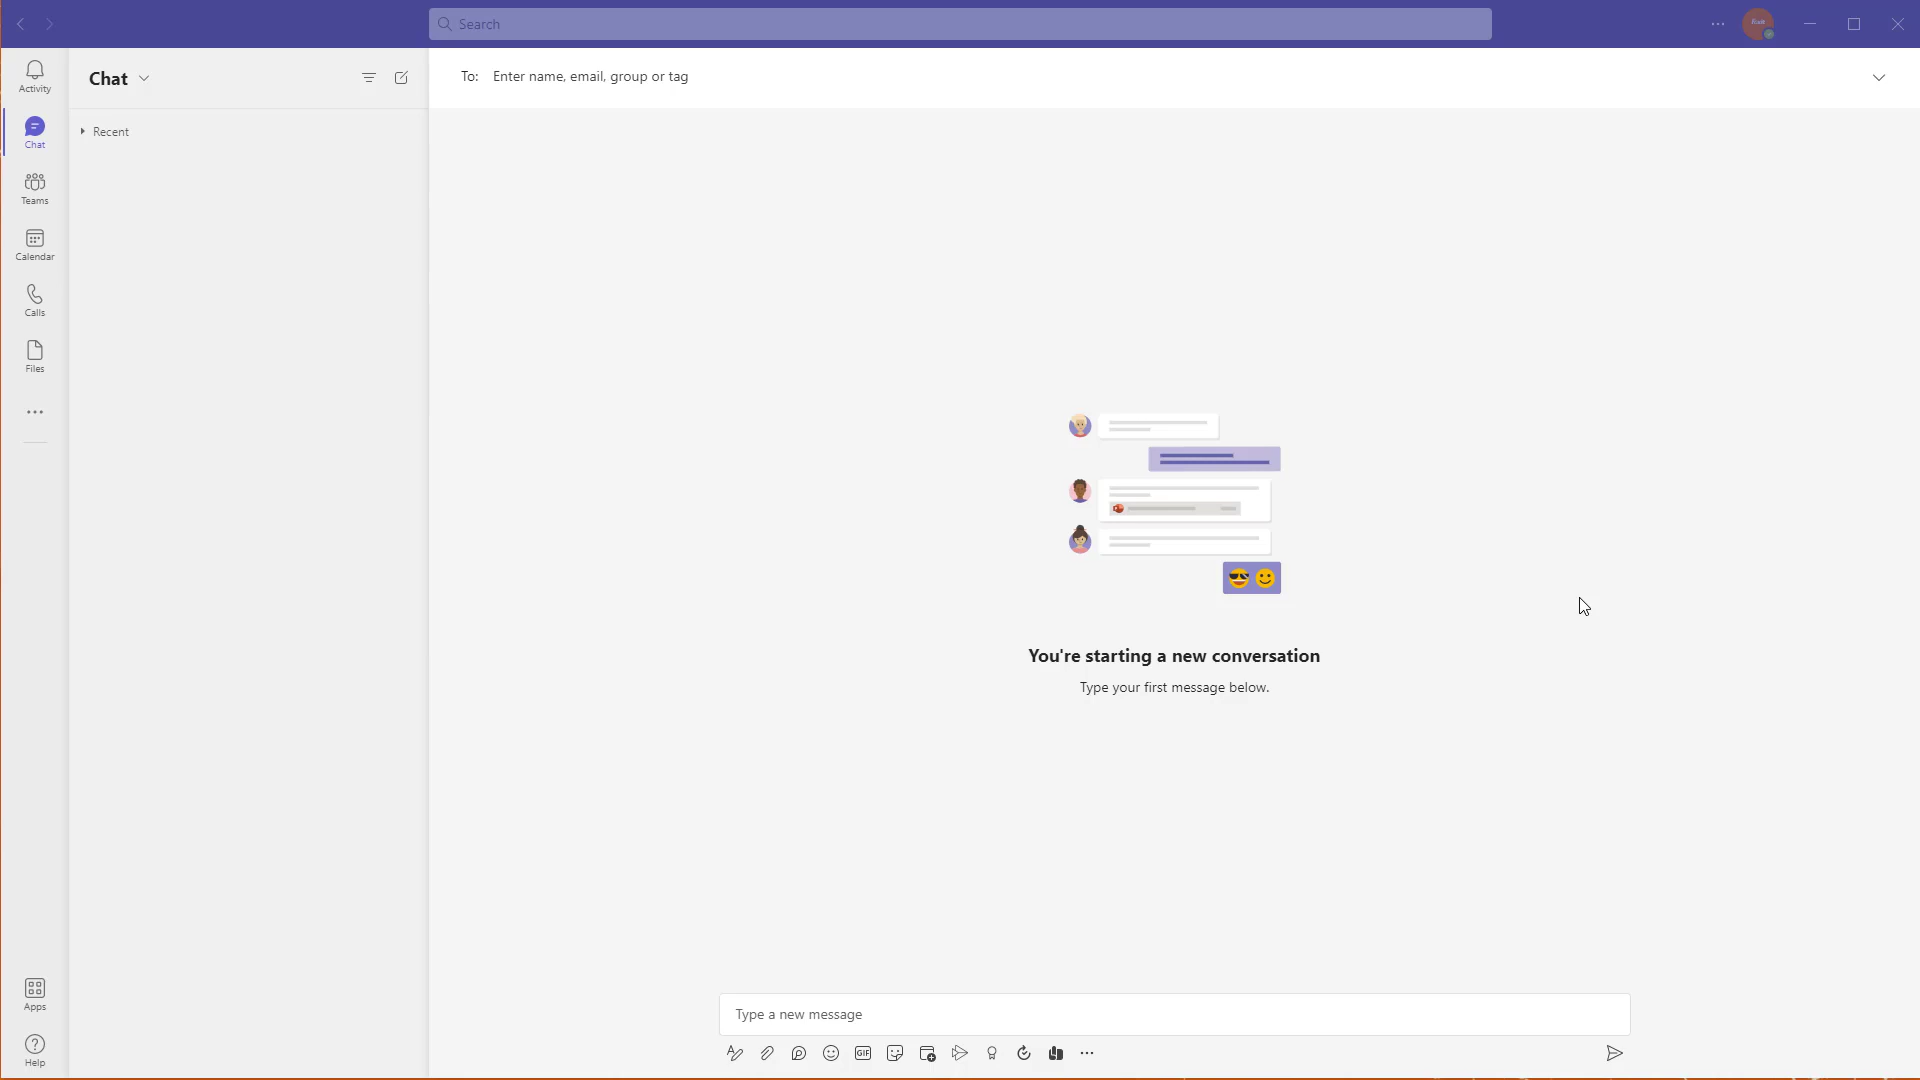 Search
Activity
Chat
Teams
Calendar
Calls
Files
Apps
Help
Chat
Recent
To: Enter name, email, group or tag
You're starting a new conversation
Type your first message below.
Type a new message
GIF